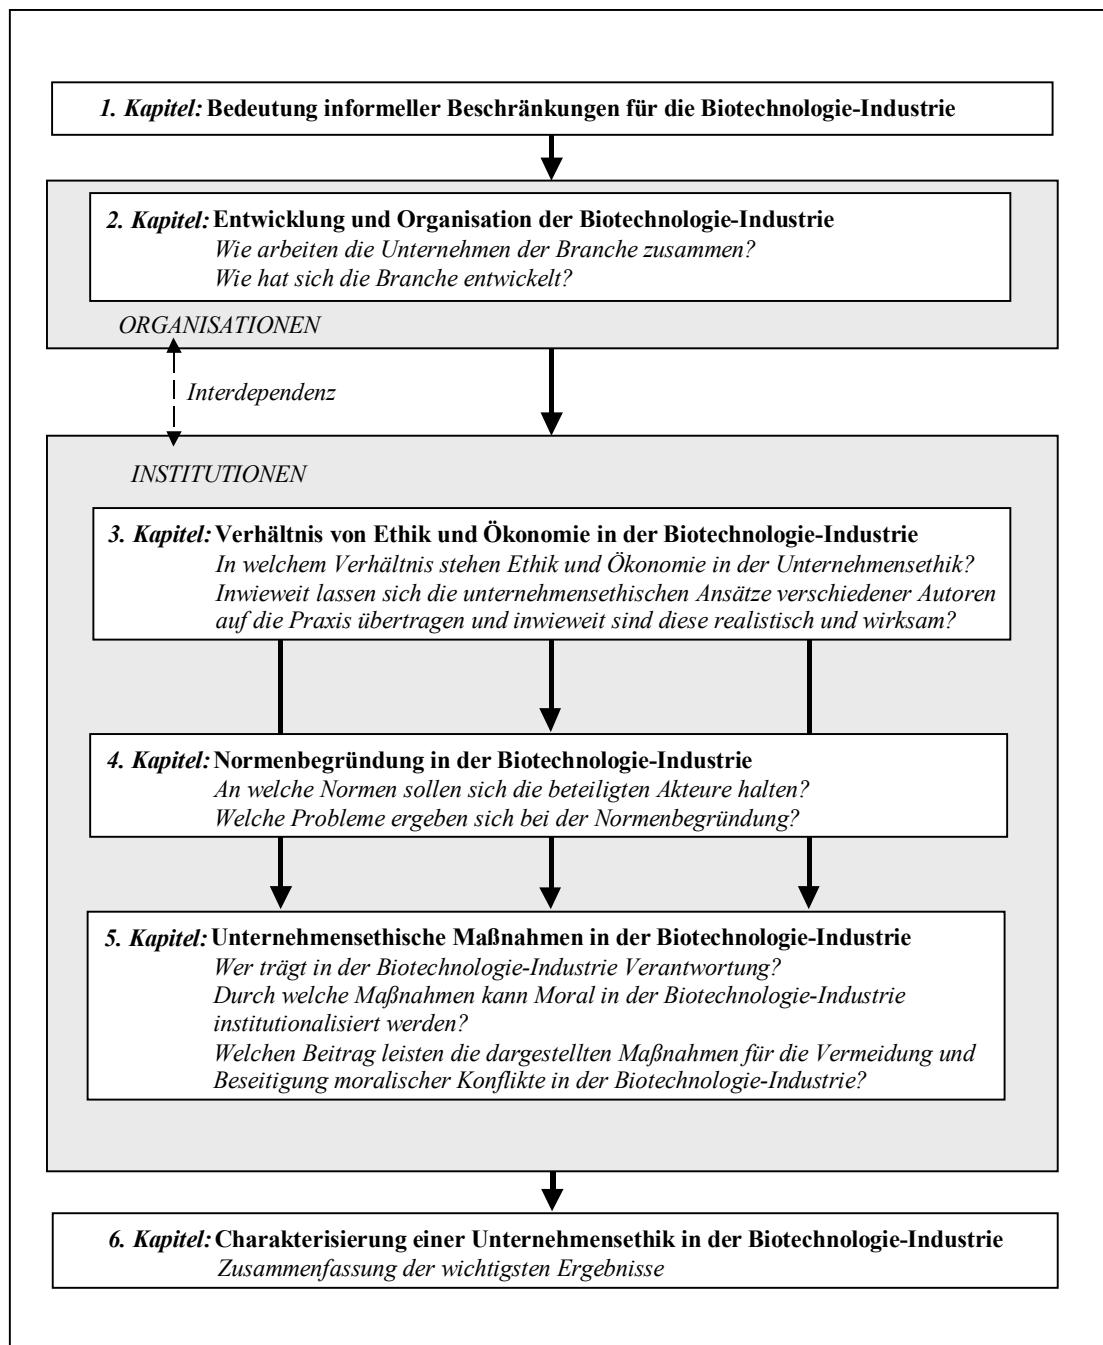 1. Kapitel: Bedeutung informeller Beschränkungen für die Biotechnologie-Industrie
2. Kapitel: Entwicklung und Organisation der Biotechnologie-Industrie
Wie arbeiten die Unternehmen der Branche zusammen?
Wie hat sich die Branche entwickelt?
ORGANISATIONEN
Interdependenz
INSTITUTIONEN
3. Kapitel: Verhältnis von Ethik und Ökonomie in der Biotechnologie-Industrie
In welchem Verhältnis stehen Ethik und Ökonomie in der Unternehmensethik?
Inwieweit lassen sich die unternehmensethischen Ansätze verschiedener Autoren
auf die Praxis übertragen und inwieweit sind diese realistisch und wirksam?
4. Kapitel: Normenbegründung in der Biotechnologie-Industrie
An welche Normen sollen sich die beteiligten Akteure halten?
Welche Probleme ergeben sich bei der Normenbegründung?
5. Kapitel: Unternehmensethische Maßnahmen in der Biotechnologie-Industrie
Wer trägt in der Biotechnologie-Industrie Verantwortung?
Durch welche Maßnahmen kann Moral in der Biotechnologie-Industrie
institutionalisiert werden?
Welchen Beitrag leisten die dargestellten Maßnahmen für die Vermeidung und
Beseitigung moralischer Konflikte in der Biotechnologie-Industrie?
6. Kapitel: Charakterisierung einer Unternehmensethik in der Biotechnologie-Industrie
Zusammenfassung der wichtigsten Ergebnisse